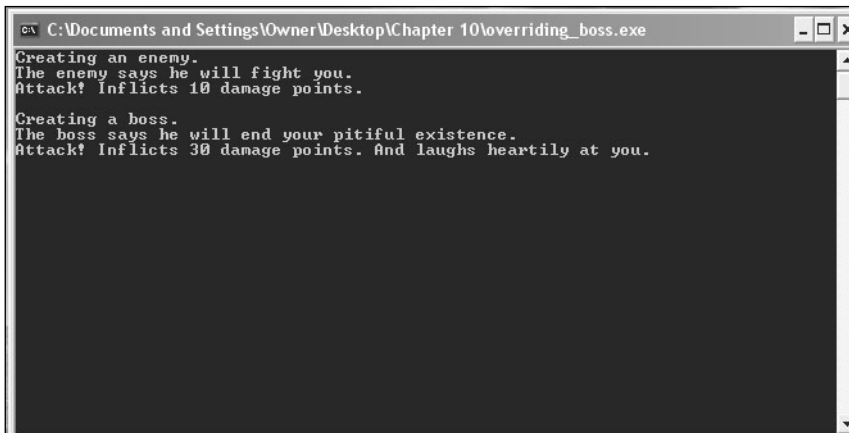 C:\Documents and Settings\Owner\Desktop\Chapter 10\overriding_boss.exe
Creating an enemy.
The enemy says he will fight you.
Attack! Inflicts 10 damage points.
Creating a boss.
The boss says he will end your pitiful existence.
Attack! Inflicts 30 damage points. And laughs heartily at you.